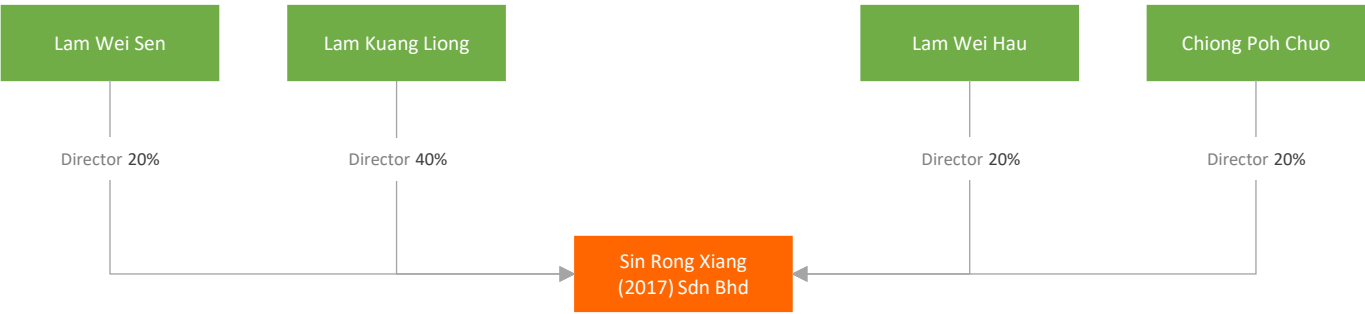 Lam Wei Sen
Lam Kuang Liong
Lam Wei Hau
Chiong Poh Chuo
Director 20%
Director 40%
Director 20%
Director 20%
Sin Rong Xiang
(2017) Sdn Bhd